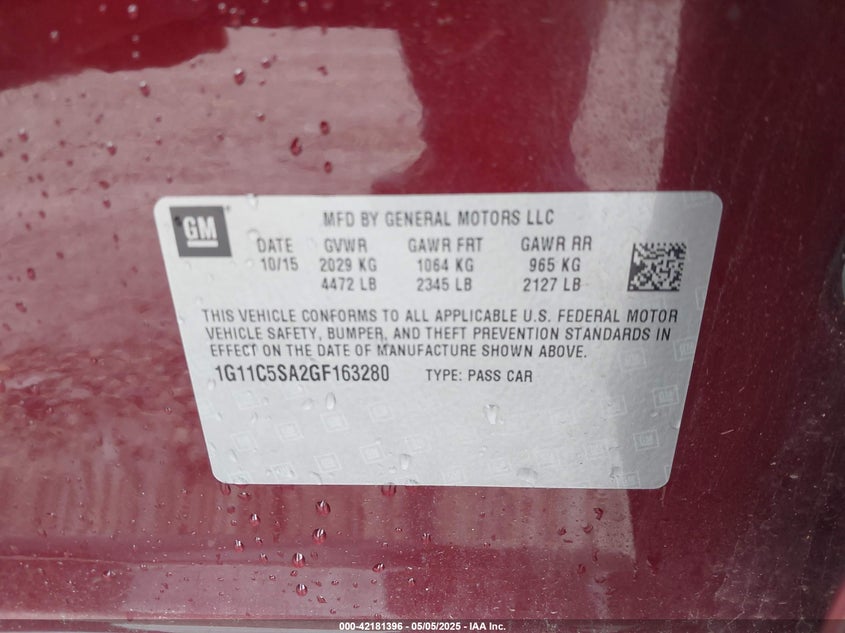 GM
MFD BY GENERAL MOTORS LLC
DATE GVWR GAWR FRT GAWR RR
10/15 2029 KG 1064 KG 965 KG
4472 LB 2345 LB 2127 LB
THIS VEHICLE CONFORMS TO ALL APPLICABLE U.S. FEDERAL MOTOR
VEHICLE SAFETY, BUMPER, AND THEFT PREVENTION STANDARDS IN
EFFECT ON THE DATE OF MANUFACTURE SHOWN ABOVE.
1G11C5SA2GF163280 TYPE: PASS CAR
000-42181396 - 05/05/2025 - IAA Inc.